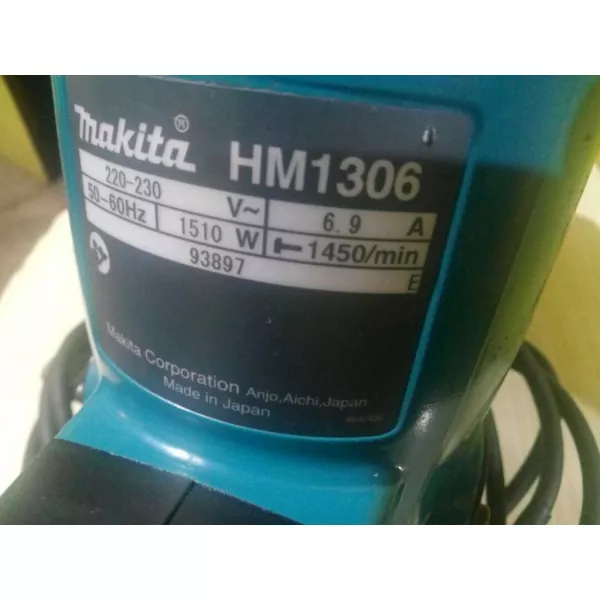 makita® HM1306
220-230 V~ 6.9 A
50-60Hz 1510 W 1450/min
93897 E
Makita Corporation Anjo,Aichi,Japan
Made in Japan